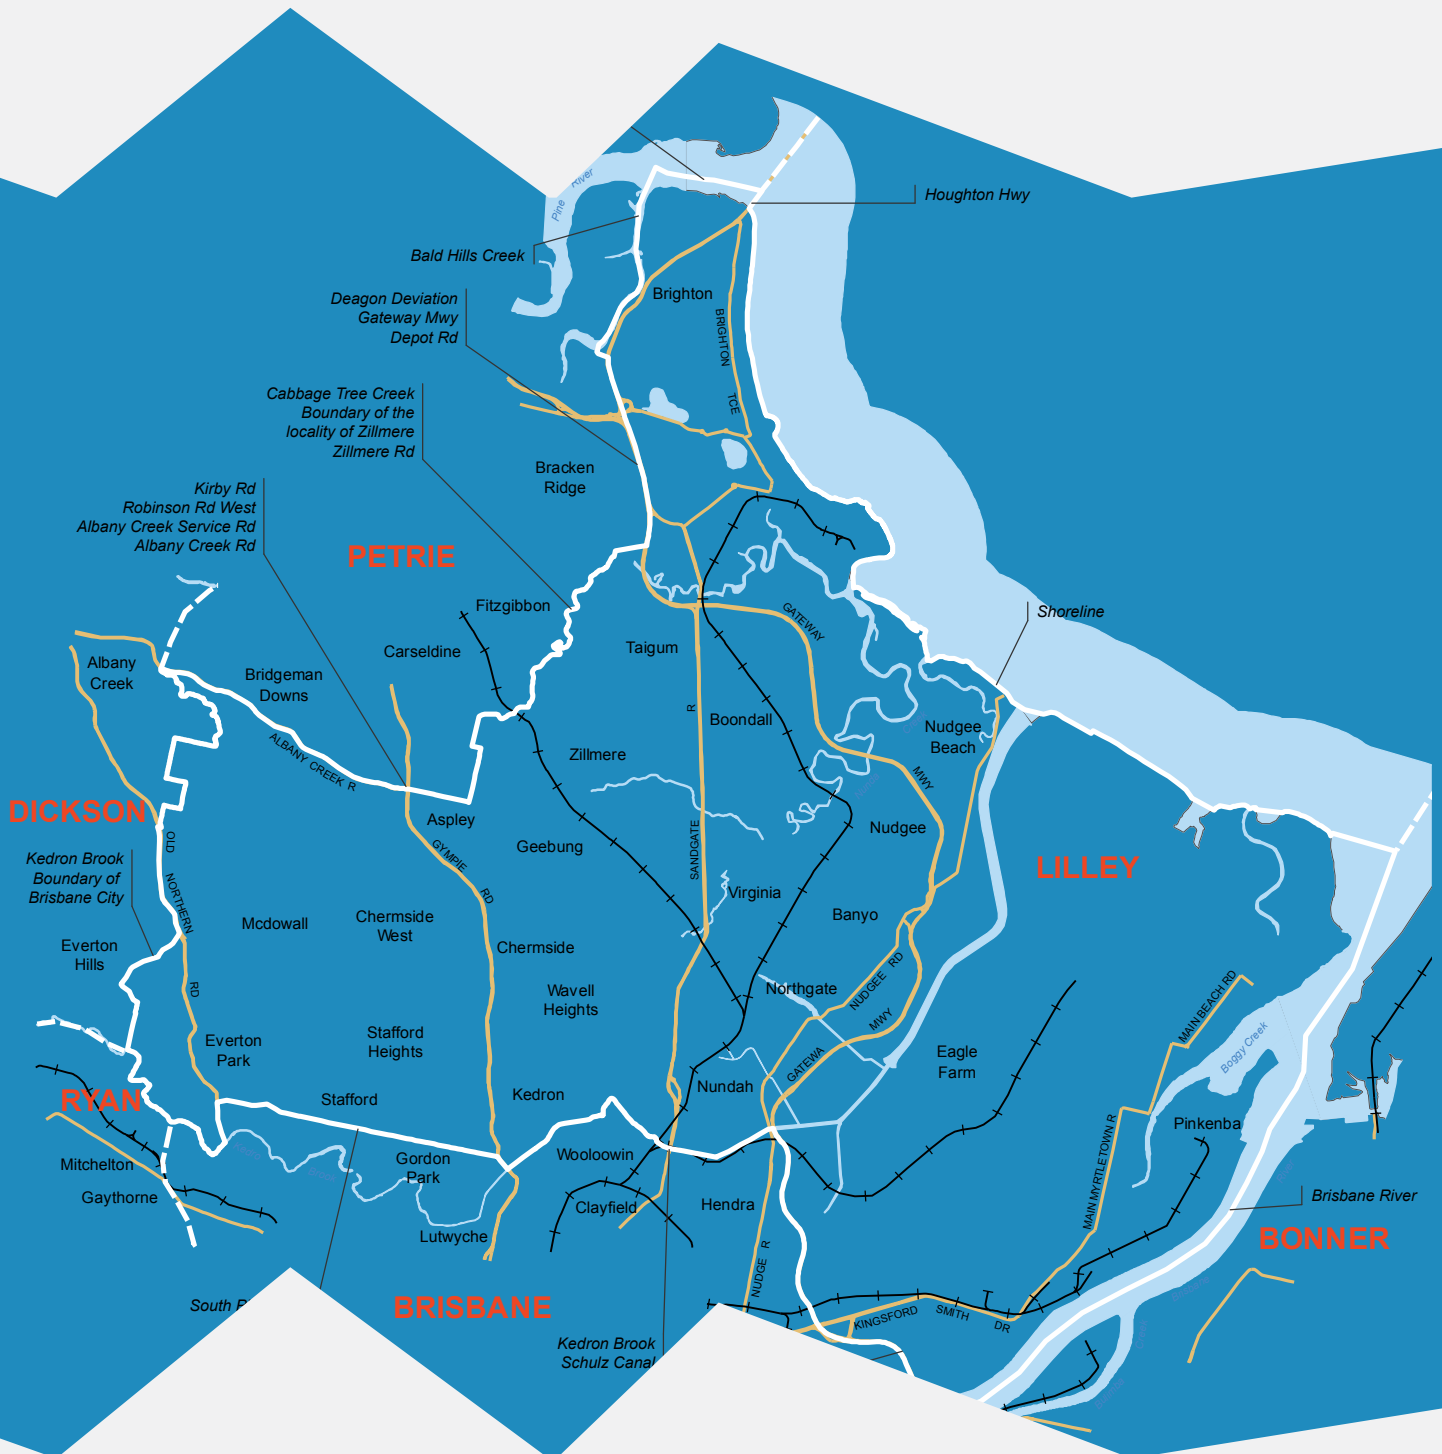 Pine
River
Houghton Hwy
Bald Hills Creek
Brighton
Deagon Deviation
Gateway Mwy
Depot Rd
BRIGHTON
TCE
Cabbage Tree Creek
Boundary of the
locality of Zillmere
Zillmere Rd
Bracken
Ridge
Kirby Rd
Robinson Rd West
Albany Creek Service Rd
Albany Creek Rd
PETRIE
Fitzgibbon
Shoreline
GATEWAY
Carseldine
Taigum
Albany
Creek
Bridgeman
Downs
R
Boondall
Nudgee
Beach
Zillmere
ALBANY CREEK R
MWY
DICKSON
Aspley
Nudgee
OLD
GYMPIE
RD
Geebung
SANDGATE
LILLEY
Kedron Brook
Boundary of
Brisbane City
NORTHERN
Virginia
Banyo
Mcdowall
Chermside
West
Everton
Hills
Chermside
RD
Wavell
Heights
Northgate
NUDGEE RD
MWY
MAIN BEACH RD
Everton
Park
Stafford
Heights
GATEWA
Eagle
Farm
Boggy Creek
RYAN
Stafford
Kedron
Nundah
Pinkenba
MAIN MYRTLETOWN R
Mitchelton
Gordon
Park
Wooloowin
Gaythorne
Clayfield
Hendra
Brisbane River
Lutwyche
BONNER
NUDGE R
South
BRISBANE
KINGSFORD
SMITH
DR
Kedron Brook
Schulz Canal